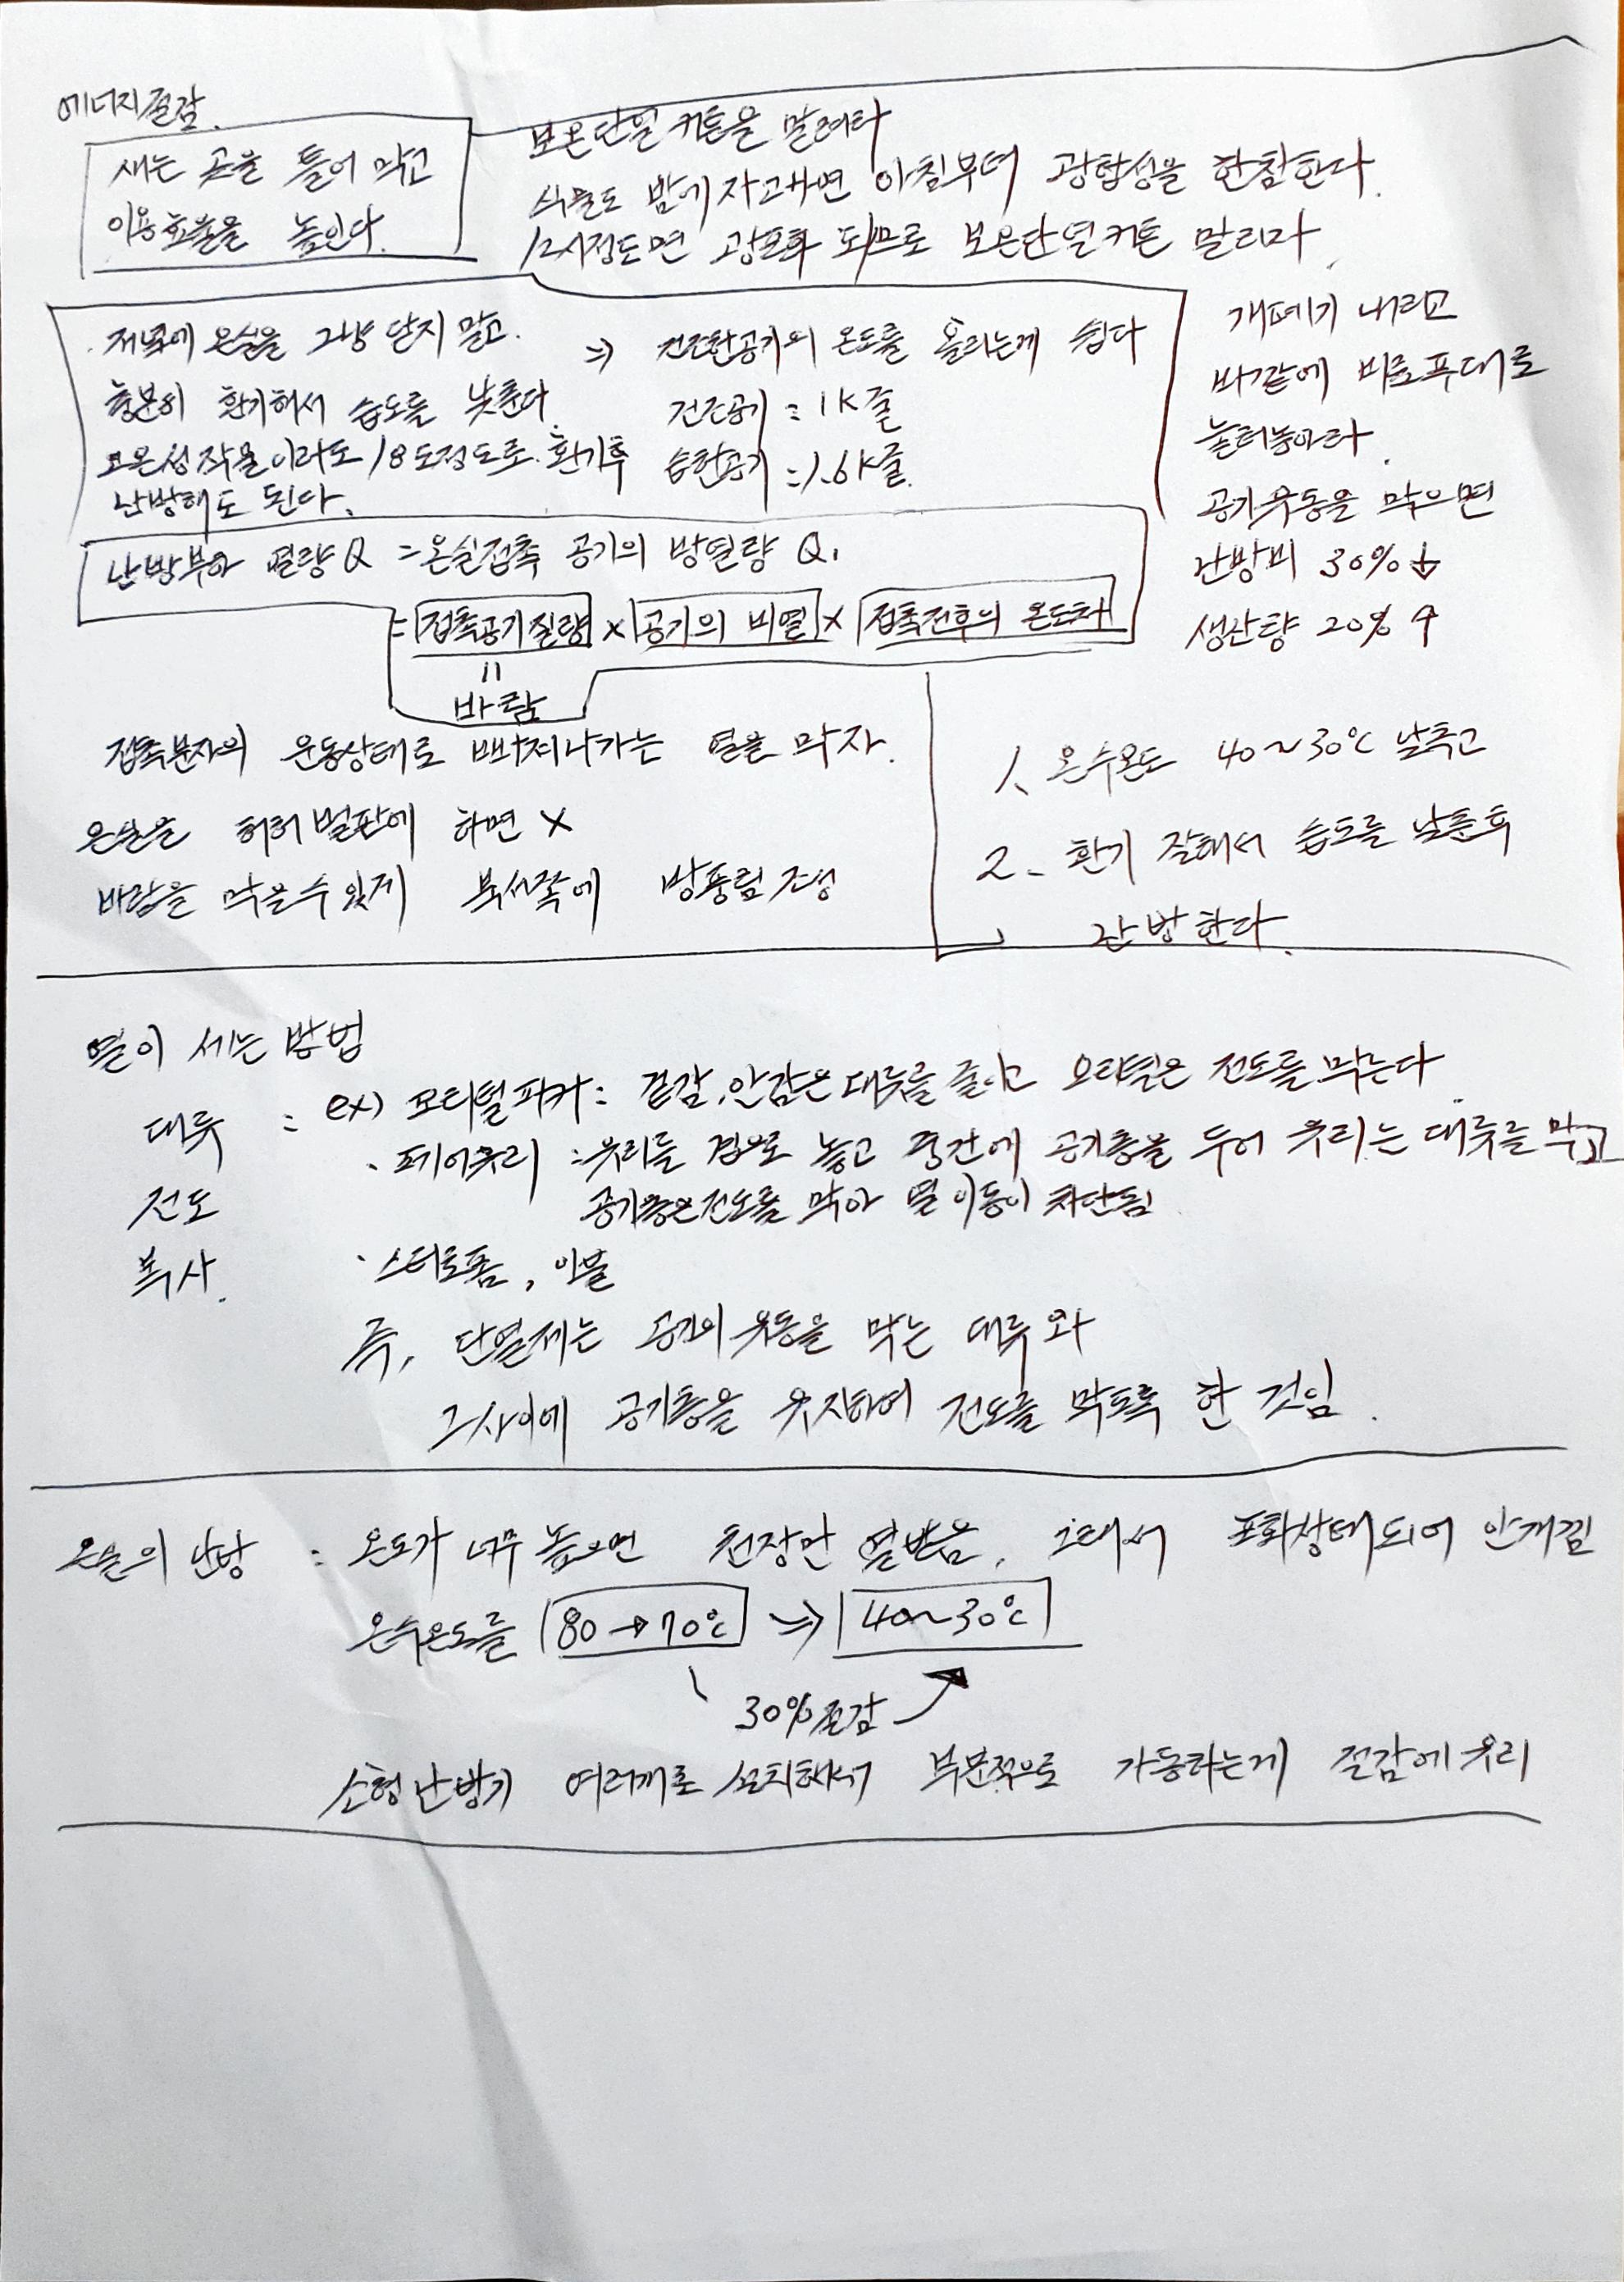 에너지절감.
새는 곳을 틀어 막고
이용효율을 높인다.
보온단열 커튼을 말려라
식물도 밤에 자고나면 아침부터 광합성을 한참한다.
12시정도면 광포화 되므로 보온단열커튼 말리자.
저녁에 온실을 그냥 닫지 말고.
충분히 환기해서 습도를 낮춘다.
고온성 작물이라도 18도정도로 환기후
난방해도 된다.
⇒ 건조한공기의 온도를 올리는게 쉽다
건조공기 = 1K줄
습한공기 = 1.6K줄.
개폐기 내리고
바깥에 비료푸대로
눌러놓아라.
공기유동을 막으면
난방비 30% ↓
생산량 20% ↑
난방부하 열량 Q = 온실접촉 공기의 방열량 Q1
= 접촉공기질량 × 공기의 비열 × 접촉전후의 온도차
=
바람
접촉분자의 운동상태로 빠져나가는 열을 막자.
온실을 허허벌판에 하면 X
바람을 막을수있게 북서쪽에 방풍림조성
1. 온수온도 40~30℃ 낮추고
2. 환기 잘해서 습도를 낮춘후
난방한다.
열이 세는 방법
대류 : ex) 오리털파카 : 겉감, 안감은 대류를 줄이고 오리털은 전도를 막는다.
· 페어유리 : 유리를 겹으로 놓고 중간에 공기층을 두어 유리는 대류를 막고
전도
공기층은 전도를 막아 열이동이 차단됨
복사.
· 스티로폼, 이불
즉, 단열제는 공기의 유동을 막는 대류와
그사이에 공기층을 유지하여 전도를 막도록 한 것임.
온실의 난방 : 온도가 너무 높으면 천장만 열받음, 그래서 포화상태되어 안개낌
온수온도를 80→70℃ ⇒ 40~30℃
30%절감
소형난방기 여러개로 설치해서 부분적으로 가동하는게 절감에 유리